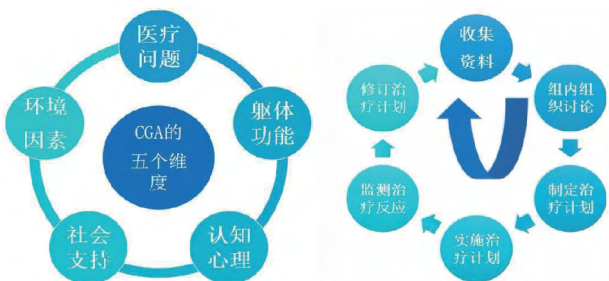 医疗
问题
躯体
功能
认知
心理
社会
支持
环境
因素
CGA的
五个维
度
收集
资料
组内组
织讨论
制定治
疗计划
实施治
疗计划
监测治
疗反应
修订治
疗计划